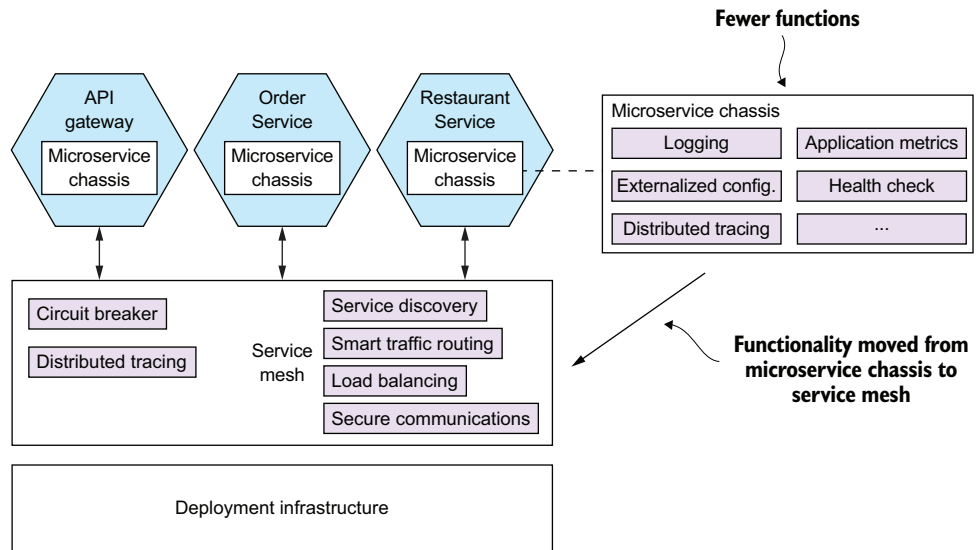 Fewer functions
API
gateway
Microservice
chassis
Order
Service
Microservice
chassis
Restaurant
Service
Microservice
chassis
Microservice chassis
Logging
Application metrics
Externalized config.
Health check
Distributed tracing
...
Circuit breaker
Distributed tracing
Service
mesh
Service discovery
Smart traffic routing
Load balancing
Secure communications
Functionality moved from
microservice chassis to
service mesh
Deployment infrastructure